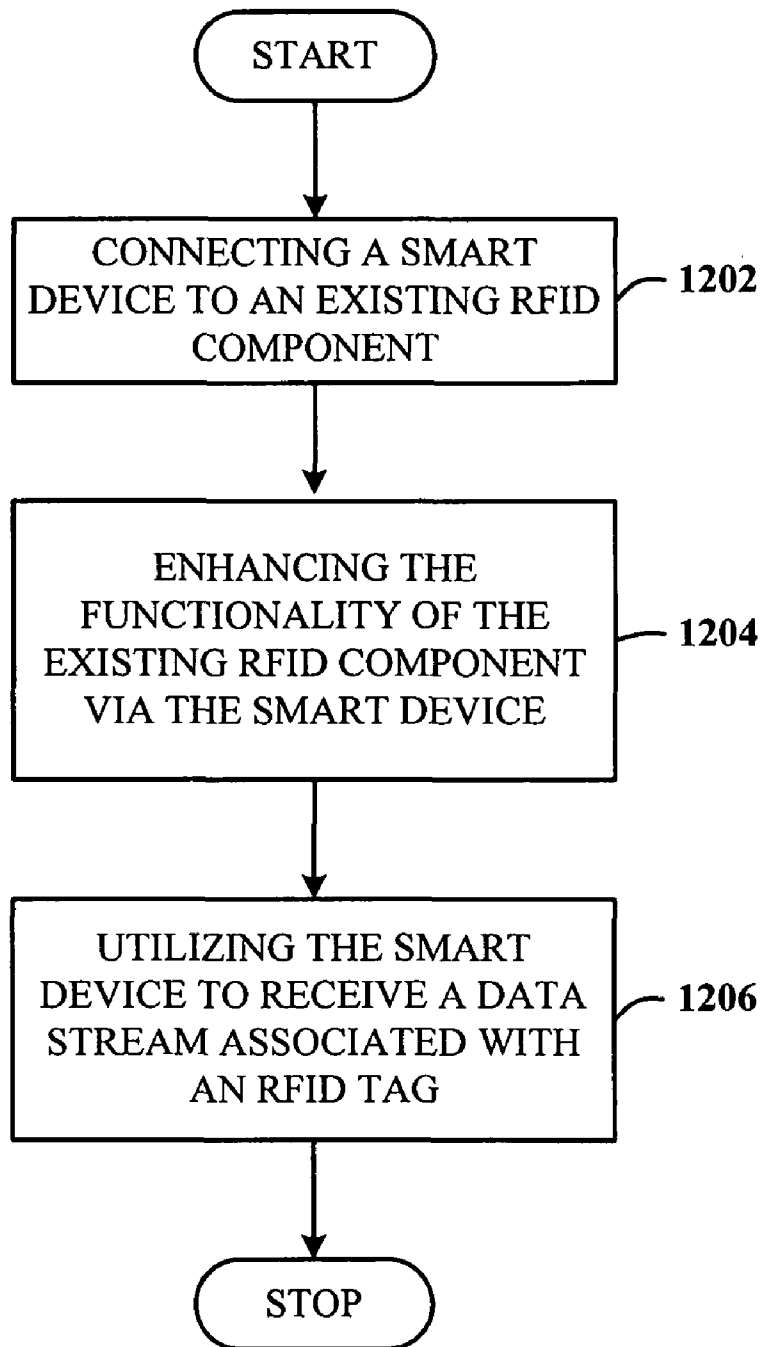 START
CONNECTING A SMART
DEVICE TO AN EXISTING RFID
COMPONENT
1202
ENHANCING THE
FUNCTIONALITY OF THE
EXISTING RFID COMPONENT
VIA THE SMART DEVICE
1204
UTILIZING THE SMART
DEVICE TO RECEIVE A DATA
STREAM ASSOCIATED WITH
AN RFID TAG
1206
STOP